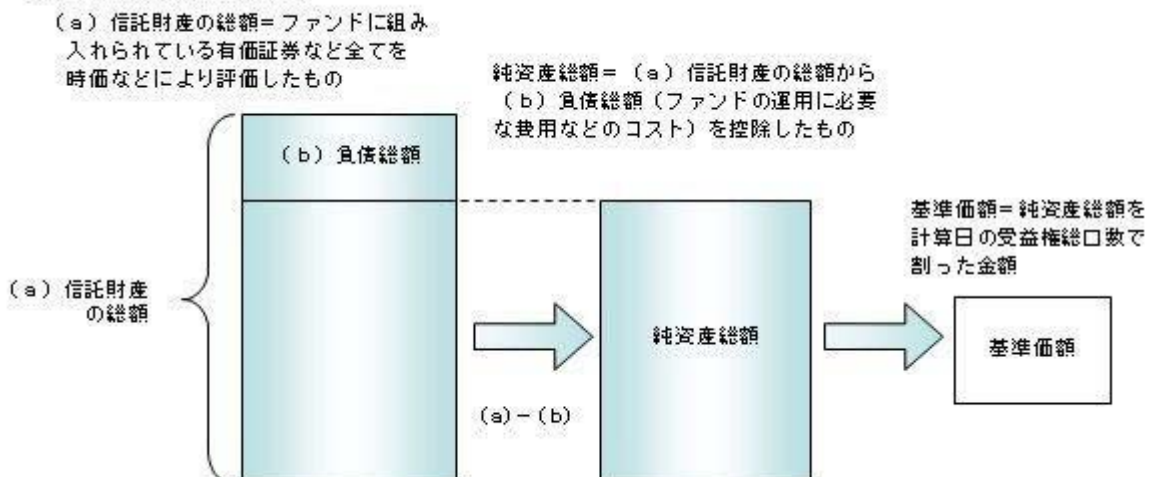 (a) 信託財産の総額=ファンドに組み
入れられている有価証券など全てを
時価などにより評価したもの
純資産総額= (a) 信託財産の総額から
(b) 負債総額(ファンドの運用に必要
な費用などのコスト)を控除したもの
(b) 負債総額
基準価額=純資産総額を
計算日の受益権総口数で
割った金額
(a) 信託財産
の総額
純資産総額
基準価額
(a)-(b)